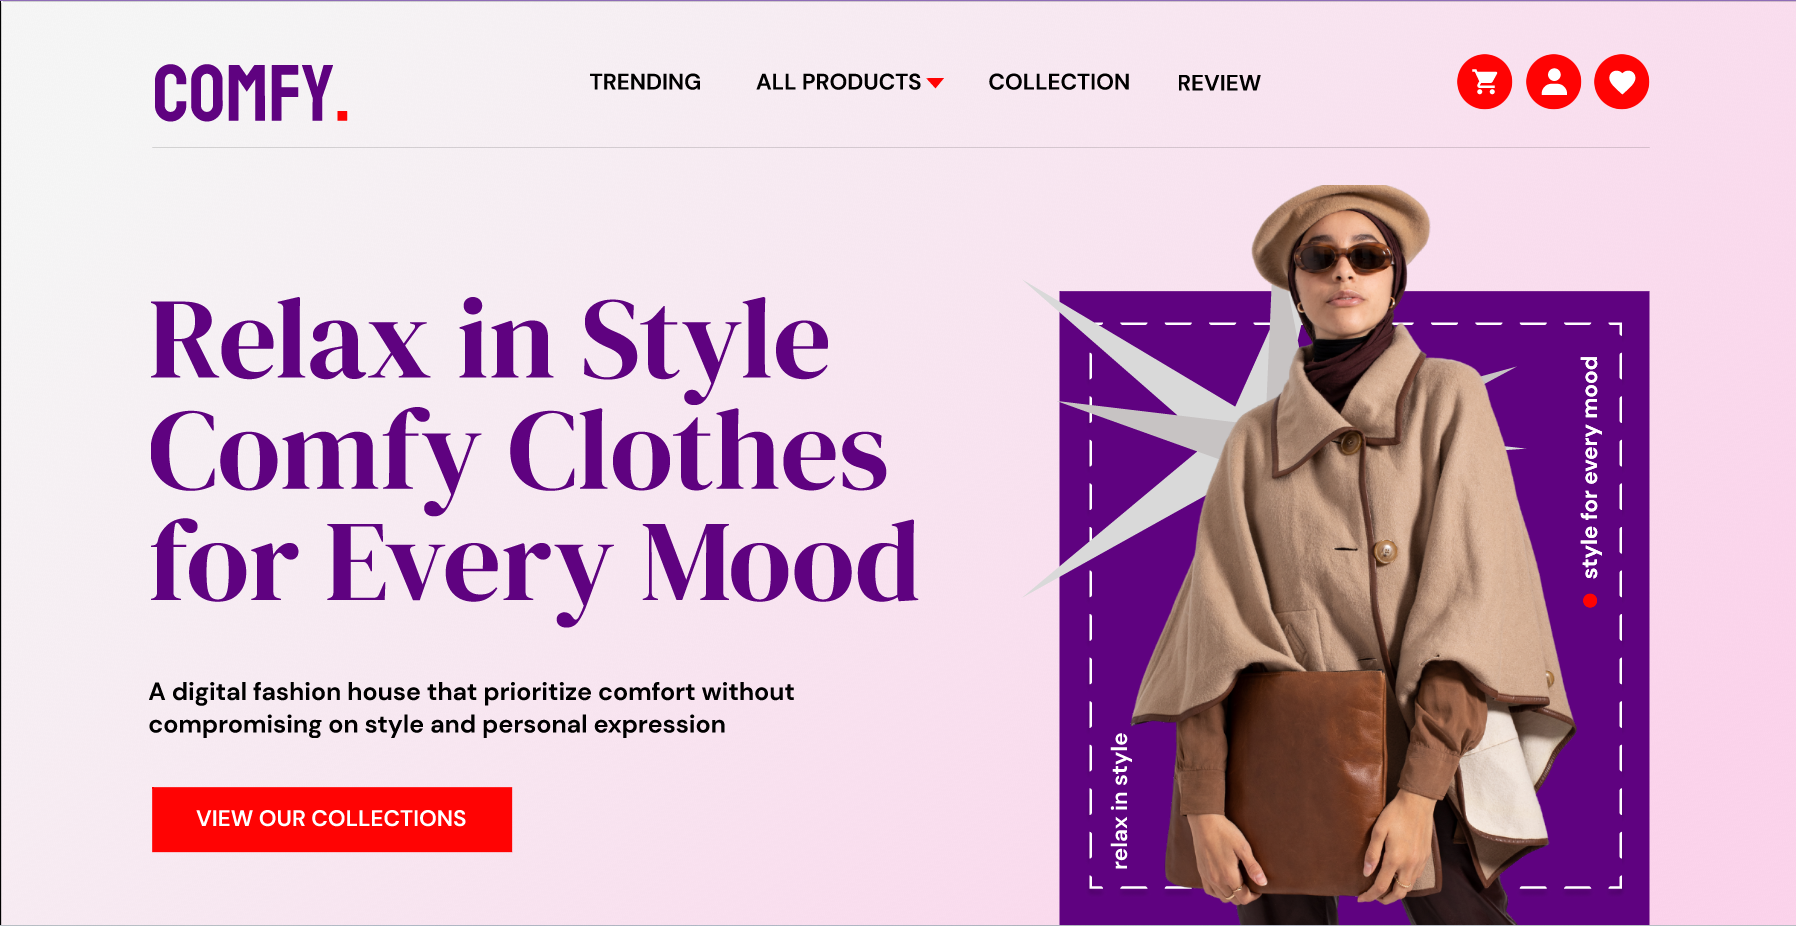 COMFY.
TRENDING
ALL PRODUCTS
COLLECTION
REVIEW
Relax in Style
Comfy Clothes
for Every Mood
A digital fashion house that prioritize comfort without
compromising on style and personal expression
VIEW OUR COLLECTIONS
style for every mood
relax in style